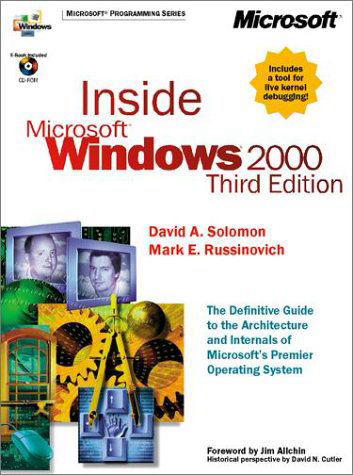 Windows
MICROSOFT® PROGRAMMING SERIES
Microsoft®
E-Book Included
CD-ROM
Includes
a tool for
live kernel
debugging!
Inside
Microsoft®
Windows® 2000
Third Edition
David A. Solomon
Mark E. Russinovich
The Definitive Guide
to the Architecture
and Internals of
Microsoft's Premier
Operating System
Foreword by Jim Allchin
Historical perspective by David N. Cutler